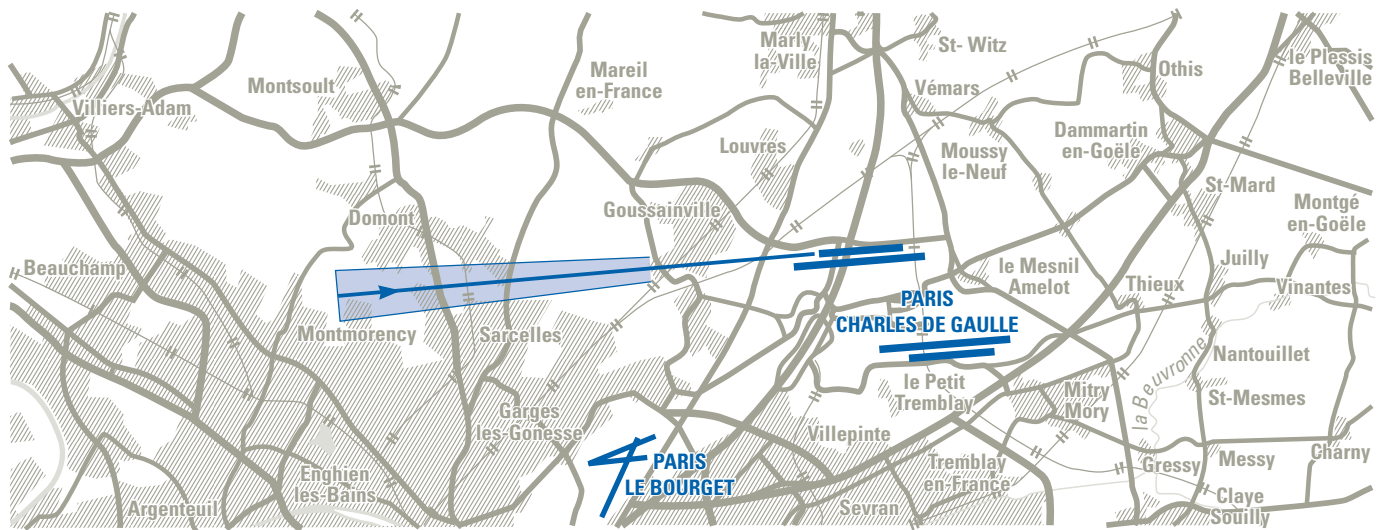 Marly
la-Ville
St- Witz
le Plessis
Belleville
Mareil
en-France
Othis
Montsoult
Vémars
Villiers-Adam
Dammartin
en-Goële
Louvres
Moussy
le-Neuf
St-Mard
Montgé
en-Goële
Domont
Goussainville
Beauchamp
le Mesnil
Amelot
Juilly
Thieux
Vinantes
PARIS
CHARLES DE GAULLE
Montmorency
Sarcelles
Nantouillet
la Beuvronne
le Petit
Tremblay
Mitry
Mory
St-Mesmes
Garges
les-Gonesse
Villepinte
PARIS
LE BOURGET
Enghien
les-Bains
Tremblay
en-France
Gressy
Messy
Charny
Argenteuil
Sevran
Claye
Souilly